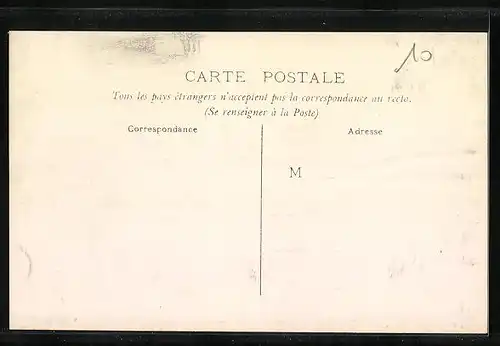 10
CARTE POSTALE
Tous les pays étrangers n'acceptent pas la correspondance au recto.
(Se renseigner à la Poste)
Correspondance
Adresse
M